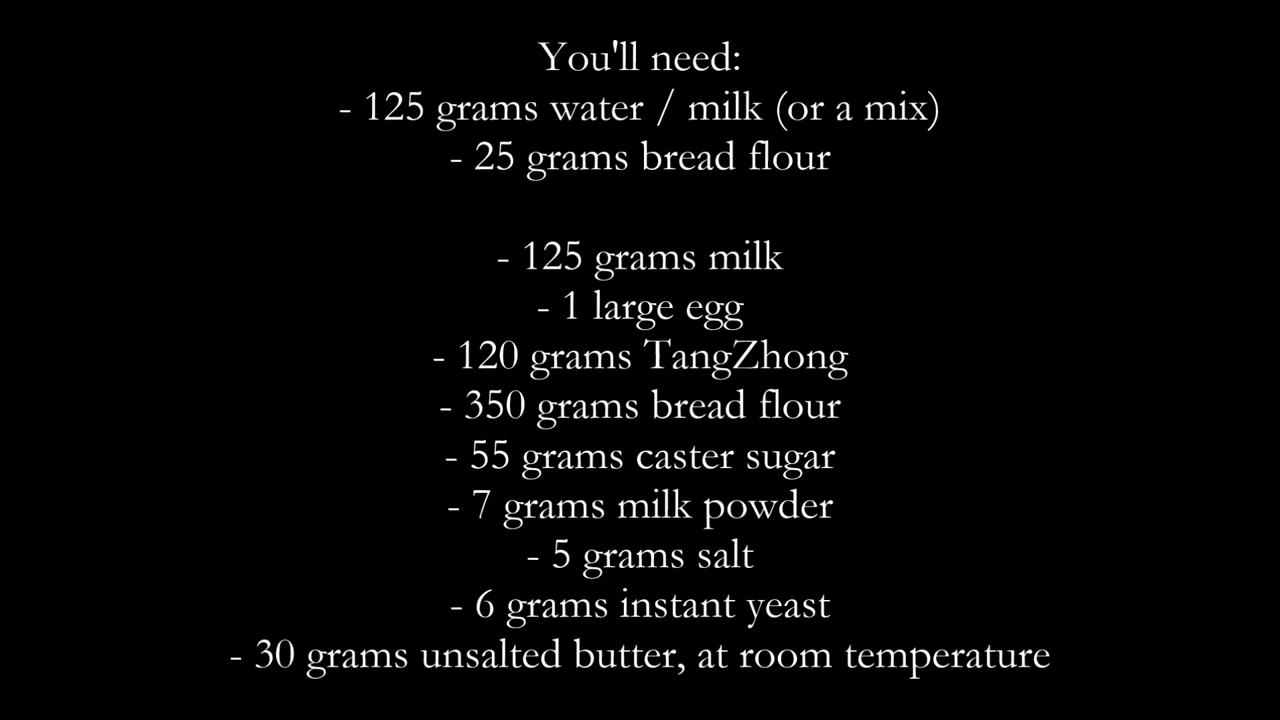 You'll need:
- 125 grams water / milk (or a mix)
- 25 grams bread flour
- 125 grams milk
- 1 large egg
- 120 grams TangZhong
- 350 grams bread flour
- 55 grams caster sugar
- 7 grams milk powder
- 5 grams salt
- 6 grams instant yeast
- 30 grams unsalted butter, at room temperature